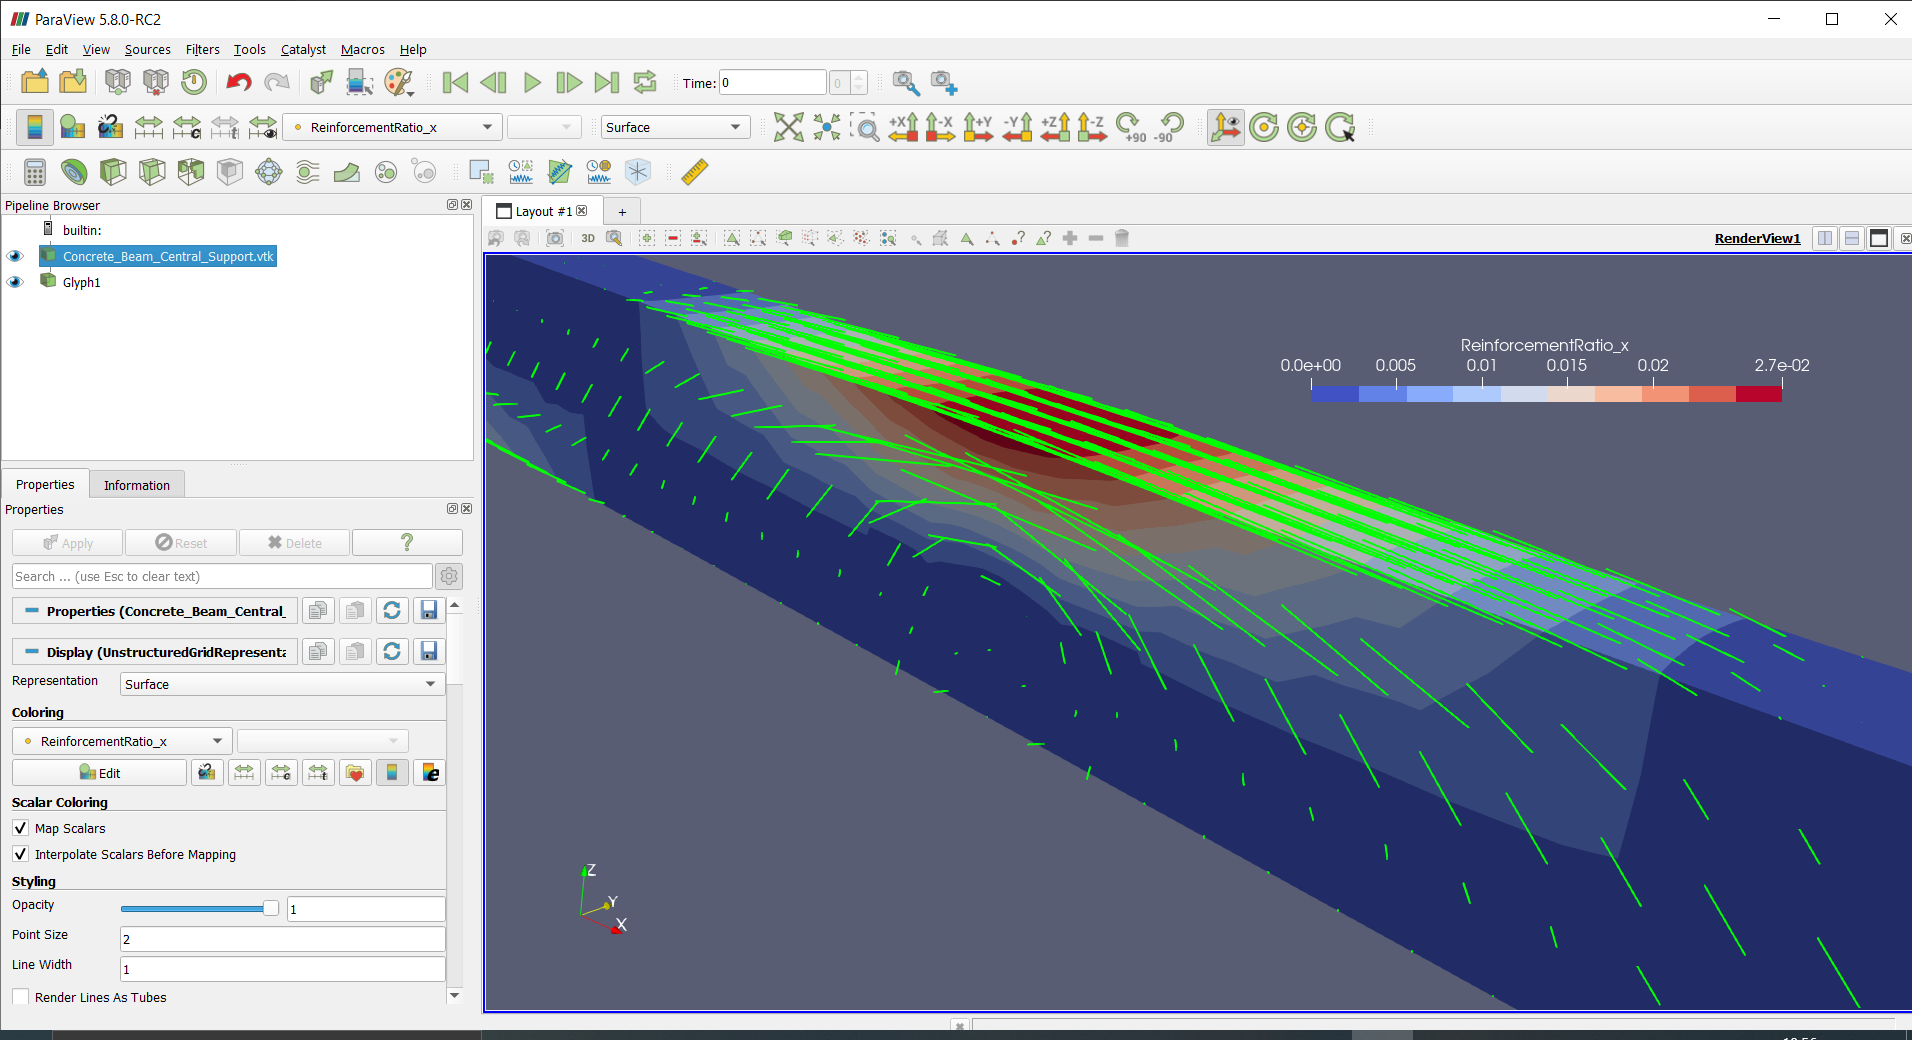 ParaView 5.8.0-RC2
File Edit View Sources Filters Tools Catalyst Macros Help
Time: 0 0
ReinforcementRatio_x Surface +X -X +Y -Y +Z -Z +90 -90
Pipeline Browser
Layout #1 +
builtin:
3D RenderView1
Concrete_Beam_Central_Support.vtk
Glyph1
ReinforcementRatio_x
0.0e+00 0.005 0.01 0.015 0.02 2.7e-02
Properties Information
Properties
Apply Reset Delete ?
Search ... (use Esc to clear text)
Properties (Concrete_Beam_Central_
Display (UnstructuredGridRepresenta
Representation Surface
Coloring
ReinforcementRatio_x
Edit
Scalar Coloring
Map Scalars
Interpolate Scalars Before Mapping
Styling
Opacity 1
Point Size 2
Line Width 1
Render Lines As Tubes
Z
Y
X